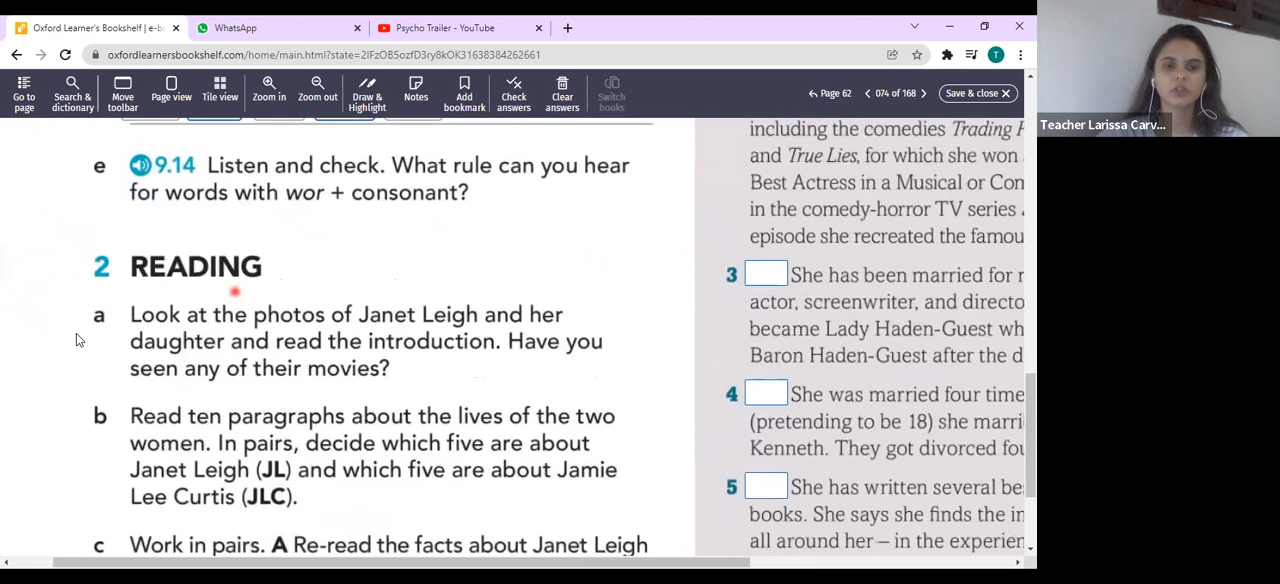 Oxford Learner's Bookshelf | e-b
WhatsApp
Psycho Trailer - YouTube
oxfordlearnersbookshelf.com/home/main.html?state=2IFzOB5ozfD3ry8kOK31638384262661
T
Go to page
Search & dictionary
Move toolbar
Page view
Tile view
Zoom in
Zoom out
Draw & Highlight
Notes
Add bookmark
Check answers
Clear answers
Switch books
Page 62
074 of 168
Save & close
Teacher Larissa Carv...
e 9.14 Listen and check. What rule can you hear
for words with wor + consonant?
2 READING
a Look at the photos of Janet Leigh and her
daughter and read the introduction. Have you
seen any of their movies?
b Read ten paragraphs about the lives of the two
women. In pairs, decide which five are about
Janet Leigh (JL) and which five are about Jamie
Lee Curtis (JLC).
c Work in pairs. A Re-read the facts about Janet Leigh
including the comedies Trading
and True Lies, for which she won
Best Actress in a Musical or Com
in the comedy-horror TV series
episode she recreated the famou
3 She has been married for
actor, screenwriter, and directo
became Lady Haden-Guest wh
Baron Haden-Guest after the d
4 She was married four time
(pretending to be 18) she marri
Kenneth. They got divorced fou
5 She has written several be
books. She says she finds the in
all around her – in the experien